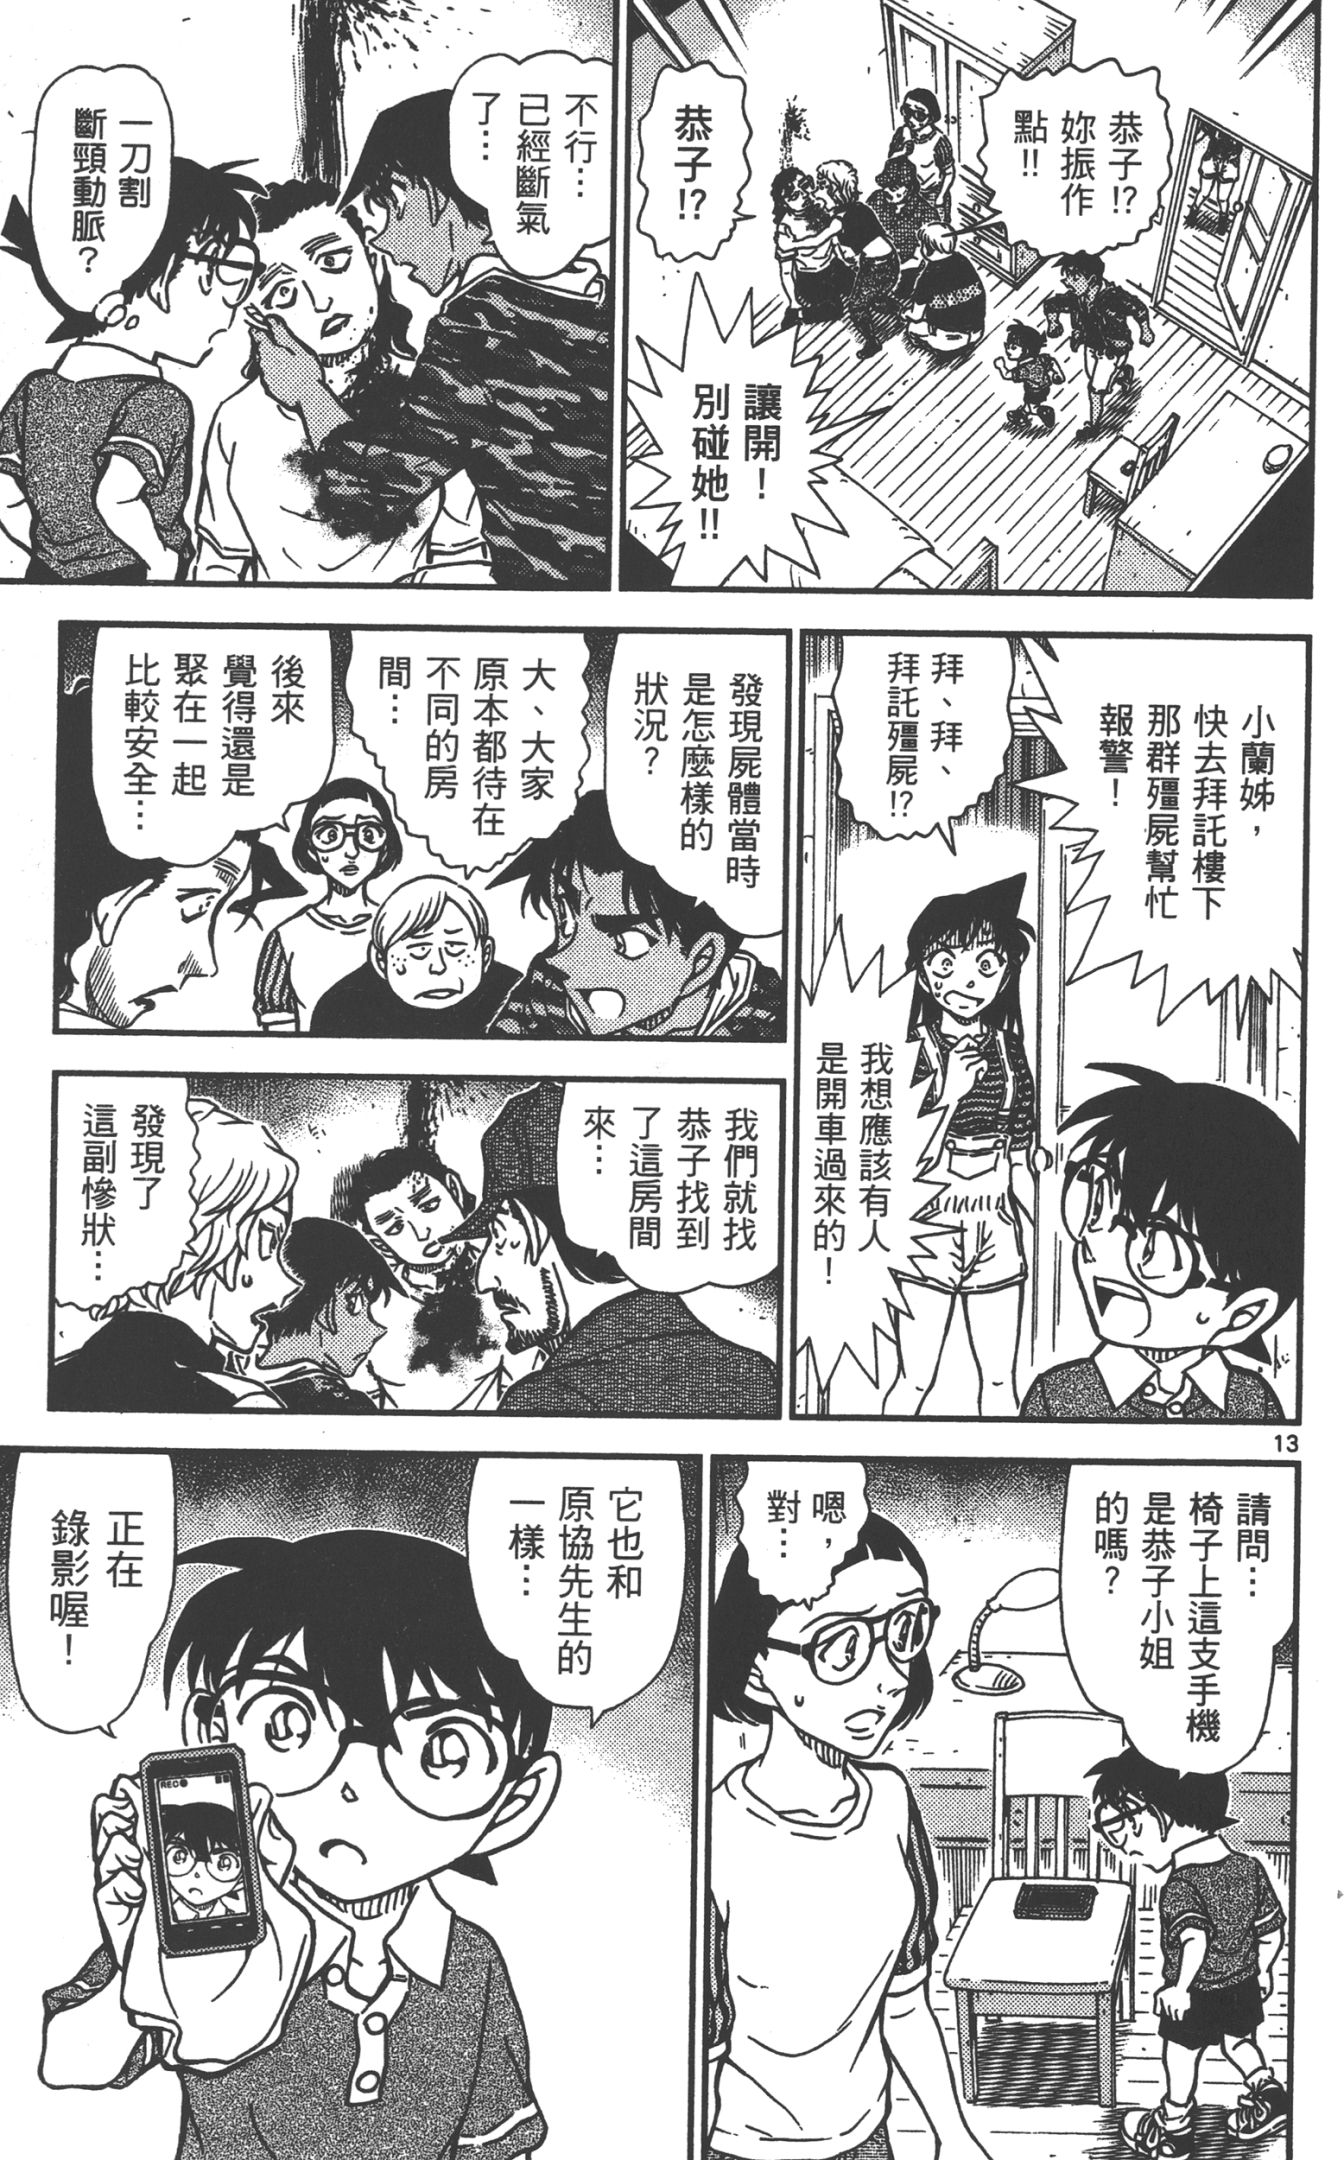 恭子!?
妳振作
點!!
恭子!?
讓開!
別碰她!!
不行…
已經斷氣
了…
一刀割
斷頸動脈?
小蘭姊,
快去拜託樓下
那群殭屍幫忙
報警!
拜、拜、
拜託殭屍!?
我想應該有人
是開車過來的!
發現屍體當時
是怎麼樣的
狀況?
大、大家
原本都待在
不同的房
間…
後來
覺得還是
聚在一起
比較安全…
我們就找
恭子找到
了這房間
來…
發現了
這副慘狀…
13
請問…
椅子上這支手機
是恭子小姐
的嗎?
嗯,
對…
它也和
原協先生的
一樣…
正在
錄影喔!
REC